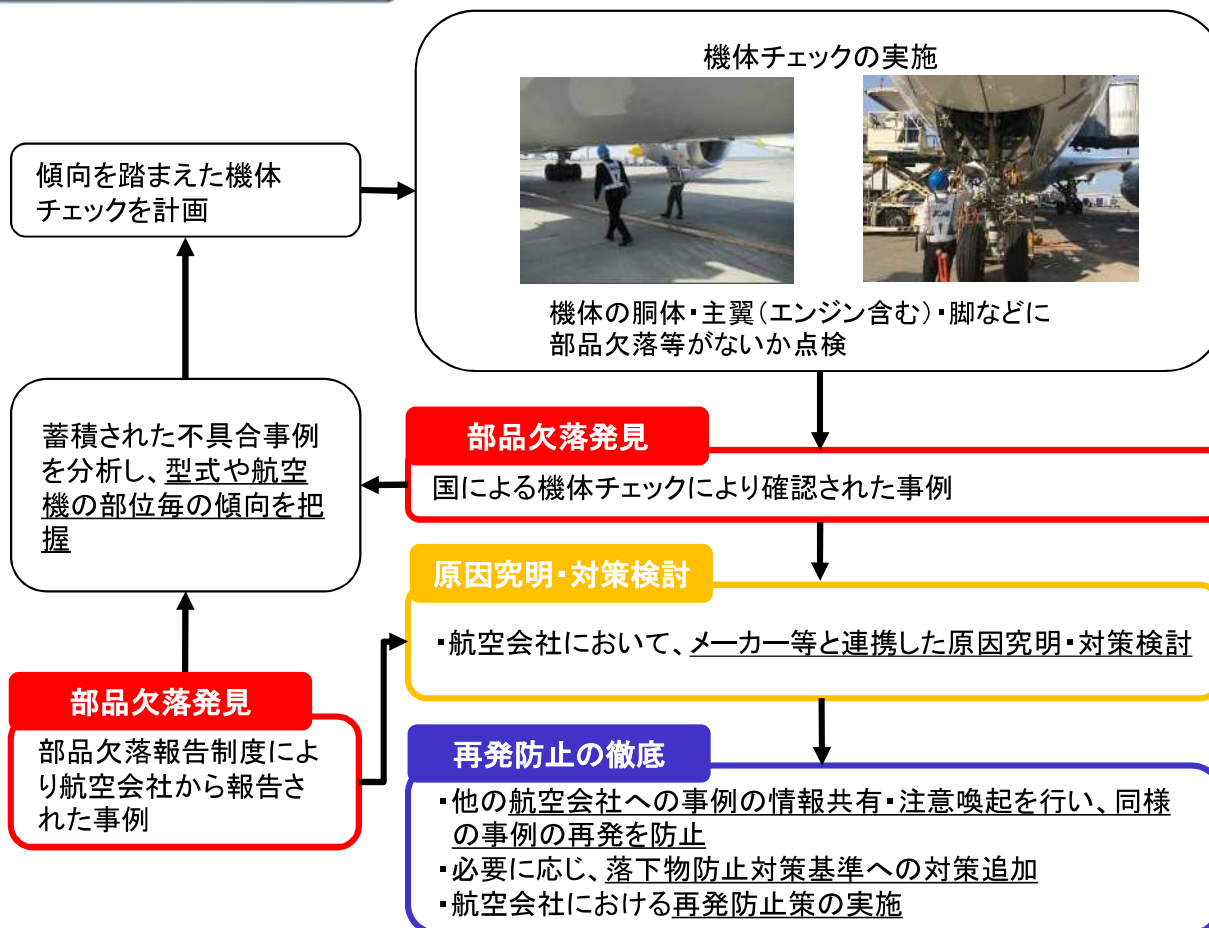 機体チェックの実施
機体の胴体・主翼(エンジン含む)・脚などに
部品欠落等がないか点検
傾向を踏まえた機体
チェックを計画
蓄積された不具合事例
を分析し、型式や航空
機の部位毎の傾向を把
握
部品欠落発見
国による機体チェックにより確認された事例
原因究明・対策検討
・航空会社において、メーカー等と連携した原因究明・対策検討
部品欠落発見
部品欠落報告制度によ
り航空会社から報告さ
れた事例
再発防止の徹底
・他の航空会社への事例の情報共有・注意喚起を行い、同様
の事例の再発を防止
・必要に応じ、落下物防止対策基準への対策追加
・航空会社における再発防止策の実施